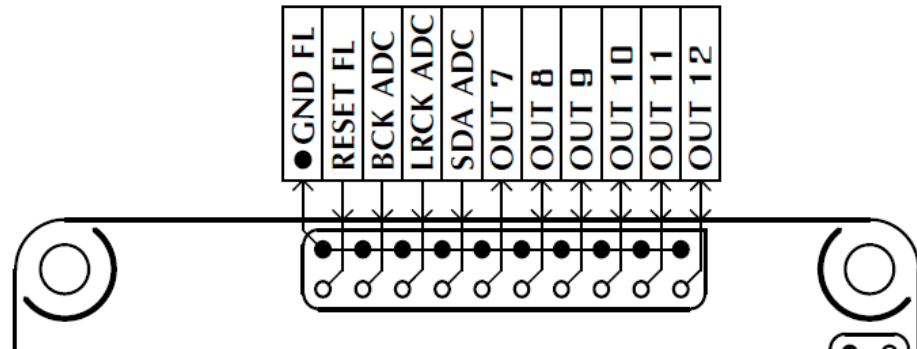 ●GND FL
RESET FL
BCK ADC
LRCK ADC
SDA ADC
OUT 7
OUT 8
OUT 9
OUT 10
OUT 11
OUT 12